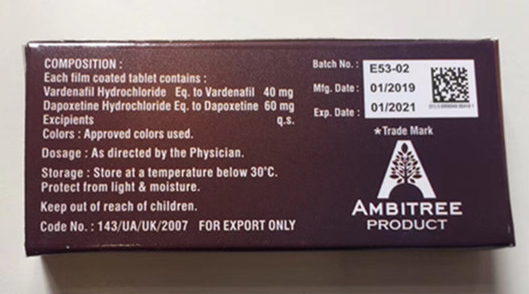 COMPOSITION :
Each film coated tablet contains :
Vardenafil Hydrochloride Eq. to Vardenafil 40 mg
Dapoxetine Hydrochloride Eq. to Dapoxetine 60 mg
Excipients q.s.
Colors : Approved colors used.
Dosage : As directed by the Physician.
Storage : Store at a temperature below 30°C.
Protect from light & moisture.
Keep out of reach of children.
Code No. : 143/UA/UK/2007 FOR EXPORT ONLY
Batch No. : E53-02
Mfg. Date : 01/2019
Exp. Date : 01/2021
*Trade Mark
AMBITREE
PRODUCT